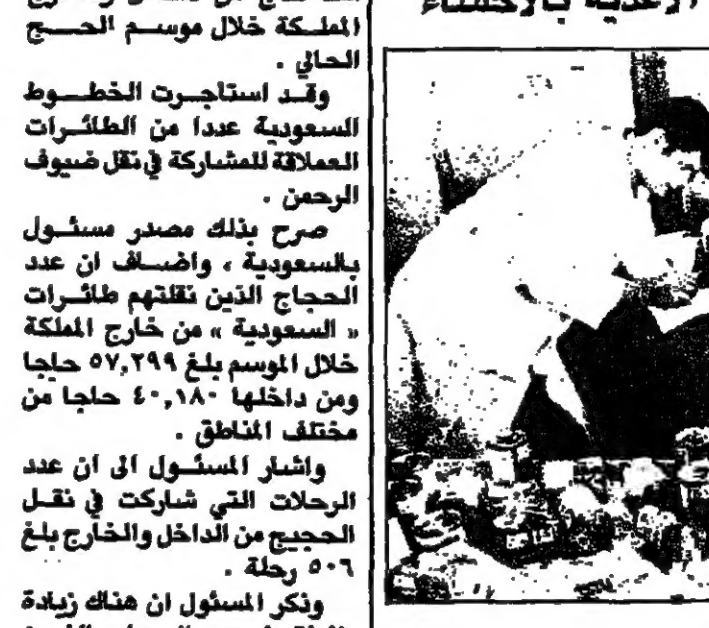 الأغذية بالأحساء
المملكة خلال موسم الحج
الحالي .
وقد استاجرت الخطوط
السعودية عددا من الطائرات
العملاقة للمشاركة في نقل ضيوف
الرحمن .
صرح بذلك مصدر مسئول
بالسعودية ، واضاف ان عدد
الحجاج الذين نقلتهم طائرات
« السعودية » من خارج المملكة
خلال الموسم بلغ ٥٧,٢٩٩ حاجا
ومن داخلها ٤٠,١٨٠ حاجا من
مختلف المناطق .
واشار المسئول الى ان عدد
الرحلات التي شاركت في نقل
الحجيج من الداخل والخارج بلغ
٥٠٦ رحلة .
وذكر المسئول ان هناك زيادة